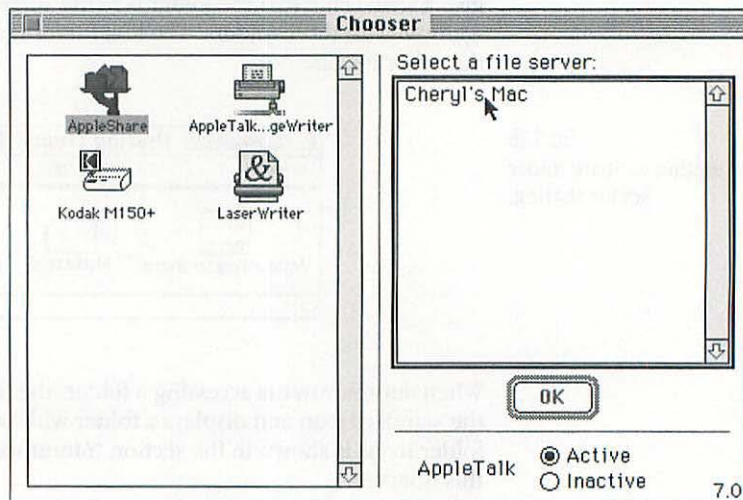 Chooser
AppleShare
AppleTalk...geWriter
Kodak M150+
LaserWriter
Select a file server:
Cheryl's Mac
OK
AppleTalk
Active
Inactive
7.0